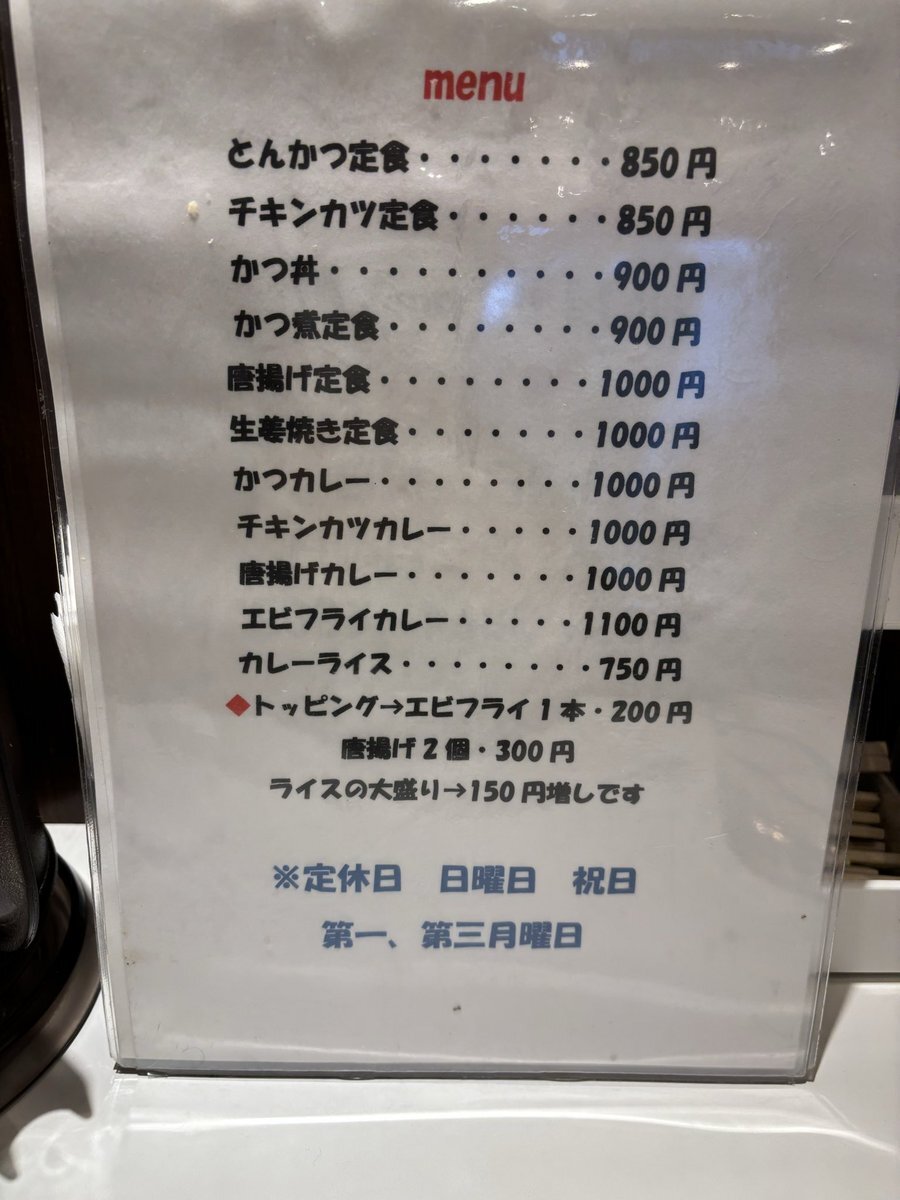 menu
とんかつ定食・・・・・・・850円
チキンカツ定食・・・・・・850円
かつ丼・・・・・・・・・・900円
かつ煮定食・・・・・・・・900円
唐揚げ定食・・・・・・・・1000円
生姜焼き定食・・・・・・・1000円
かつカレー・・・・・・・・1000円
チキンカツカレー・・・・・1000円
唐揚げカレー・・・・・・・1000円
エビフライカレー・・・・・1100円
カレーライス・・・・・・・・750円
◆トッピング→エビフライ1本・200円
唐揚げ2個・300円
ライスの大盛り→150円増しです
※定休日　日曜日　祝日
第一、第三月曜日